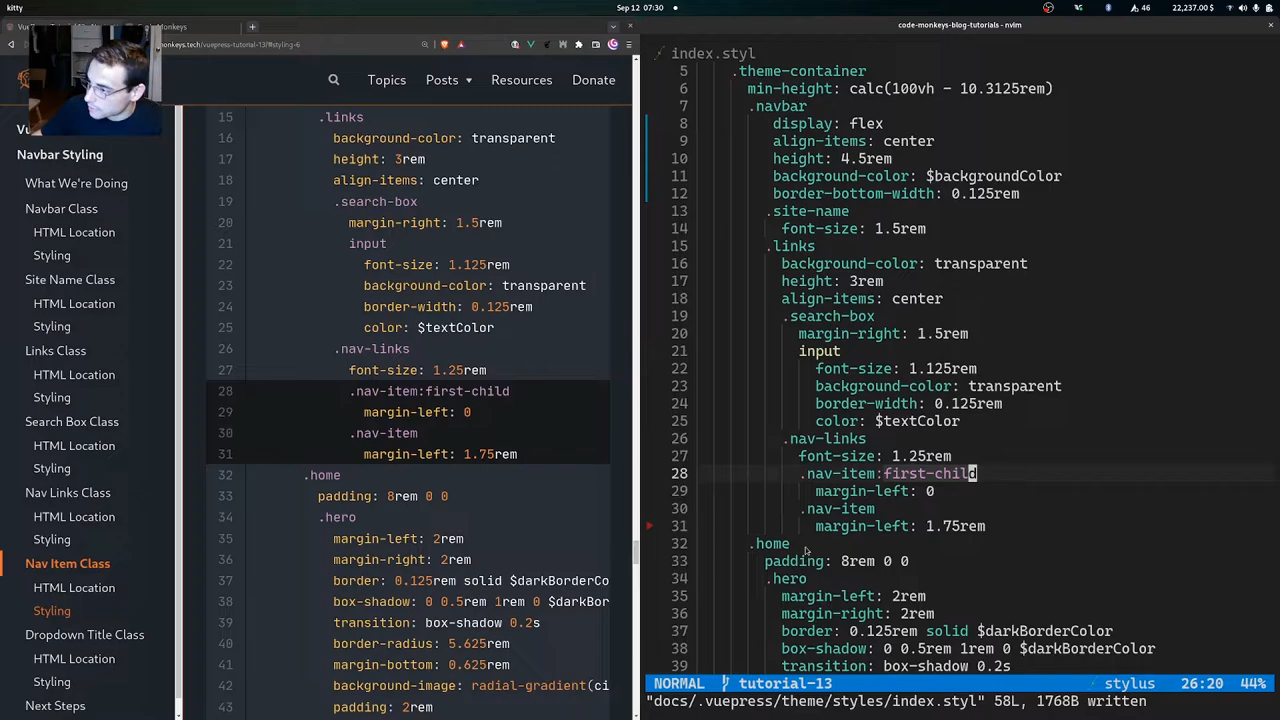 kitty
Sep 12 07:30
46
22,237.00 $
monkeys.tech/vuepress-tutorial-13/#styling-6
code-monkeys-blog-tutorials - nvim
Topics
Posts
Resources
Donate
Navbar Styling
What We're Doing
Navbar Class
HTML Location
Styling
Site Name Class
HTML Location
Styling
Links Class
HTML Location
Styling
Search Box Class
HTML Location
Styling
Nav Links Class
HTML Location
Styling
Nav Item Class
HTML Location
Styling
Dropdown Title Class
HTML Location
Styling
Next Steps
15 .links
16 background-color: transparent
17 height: 3rem
18 align-items: center
19 .search-box
20 margin-right: 1.5rem
21 input
22 font-size: 1.125rem
23 background-color: transparent
24 border-width: 0.125rem
25 color: $textColor
26 .nav-links
27 font-size: 1.25rem
28 .nav-item:first-child
29 margin-left: 0
30 .nav-item
31 margin-left: 1.75rem
32 .home
33 padding: 8rem 0 0
34 .hero
35 margin-left: 2rem
36 margin-right: 2rem
37 border: 0.125rem solid $darkBorderCo
38 box-shadow: 0 0.5rem 1rem 0 $darkBor
39 transition: box-shadow 0.2s
40 border-radius: 5.625rem
41 margin-bottom: 0.625rem
42 background-image: radial-gradient(ci
43 padding: 2rem
index.styl
5 .theme-container
6 min-height: calc(100vh - 10.3125rem)
7 .navbar
8 display: flex
9 align-items: center
10 height: 4.5rem
11 background-color: $backgroundColor
12 border-bottom-width: 0.125rem
13 .site-name
14 font-size: 1.5rem
15 .links
16 background-color: transparent
17 height: 3rem
18 align-items: center
19 .search-box
20 margin-right: 1.5rem
21 input
22 font-size: 1.125rem
23 background-color: transparent
24 border-width: 0.125rem
25 color: $textColor
26 .nav-links
27 font-size: 1.25rem
28 .nav-item:first-child
29 margin-left: 0
30 .nav-item
31 margin-left: 1.75rem
32 .home
33 padding: 8rem 0 0
34 .hero
35 margin-left: 2rem
36 margin-right: 2rem
37 border: 0.125rem solid $darkBorderColor
38 box-shadow: 0 0.5rem 1rem 0 $darkBorderColor
39 transition: box-shadow 0.2s
NORMAL tutorial-13 stylus 26:20 44%
"docs/.vuepress/theme/styles/index.styl" 58L, 1768B written